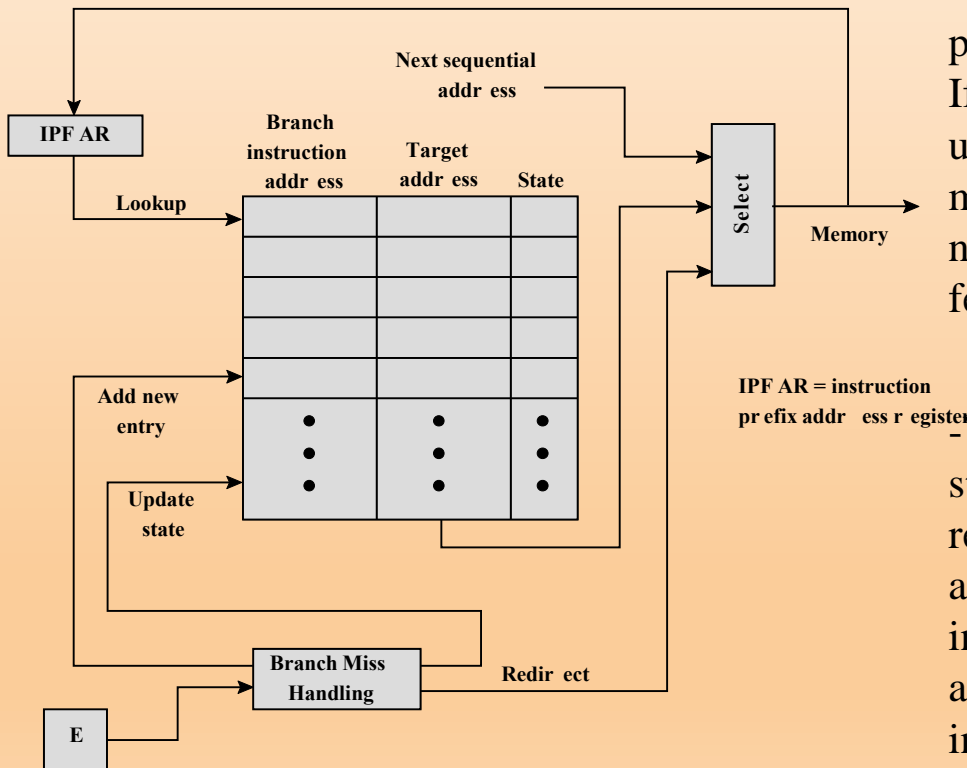 Next sequential
addr ess
IPF AR
Branch
instruction
addr ess
Target
addr ess
State
Lookup
Select
Memory
Add new
entry
IPF AR = instruction
pr efix addr ess r egister
Update
state
Branch Miss
Handling
Redir ect
E